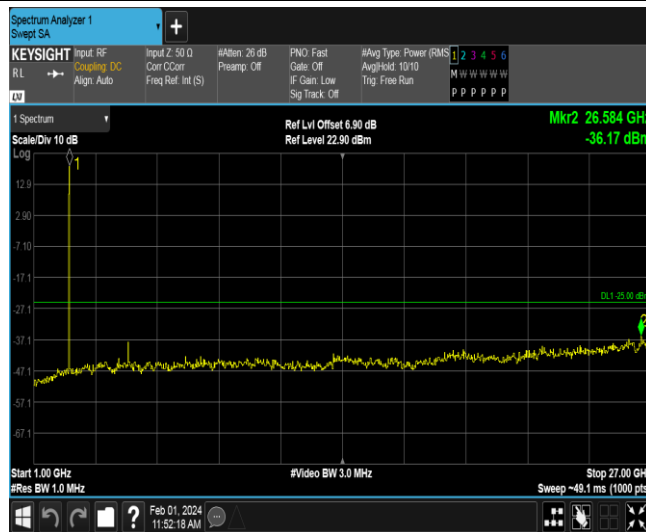 Spectrum Analyzer 1
Swept SA
KEYSIGHT
RL
Input: RF
Coupling: DC
Align: Auto
Input Z: 50 Ω
Corr CCorr
Freq Ref: Int (S)
#Atten: 26 dB
Preamp: Off
PNO: Fast
Gate: Off
IF Gain: Low
Sig Track: Off
#Avg Type: Power (RMS
Avg|Hold: 10/10
Trig: Free Run
1 2 3 4 5 6
M W W W W W
P P P P P P
1 Spectrum
Scale/Div 10 dB
Log
Ref Lvl Offset 6.90 dB
Ref Level 22.90 dBm
Mkr2 26.584 GHz
-36.17 dBm
1
12.9
2.90
-7.10
-17.1
DL1 -25.00 dBm
-27.1
2
-37.1
-47.1
-57.1
-67.1
Start 1.00 GHz
#Res BW 1.0 MHz
#Video BW 3.0 MHz
Stop 27.00 GH
Sweep ~49.1 ms (1000 pts
Feb 01, 2024
11:52:18 AM